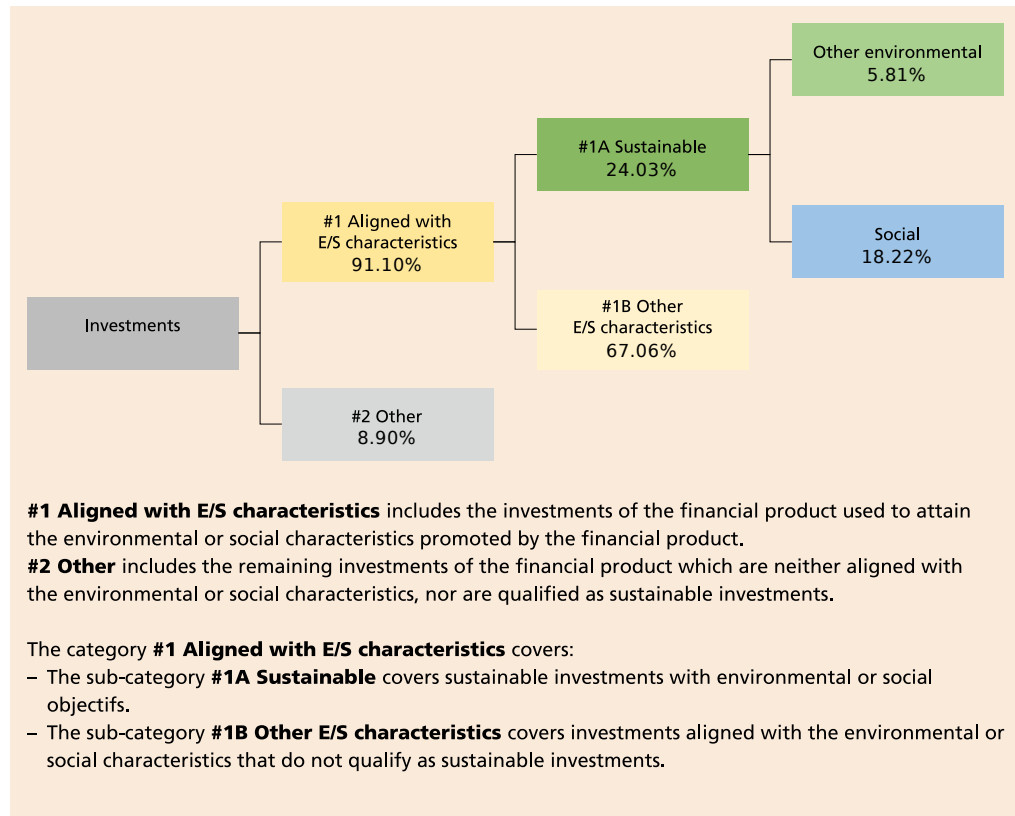 Other environmental
5.81%
#1A Sustainable
24.03%
#1 Aligned with
E/S characteristics
91.10%
Social
18.22%
Investments
#1B Other
E/S characteristics
67.06%
#2 Other
8.90%
#1 Aligned with E/S characteristics includes the investments of the financial product used to attain
the environmental or social characteristics promoted by the financial product.
#2 Other includes the remaining investments of the financial product which are neither aligned with
the environmental or social characteristics, nor are qualified as sustainable investments.
The category #1 Aligned with E/S characteristics covers:
– The sub-category #1A Sustainable covers sustainable investments with environmental or social
objectifs.
– The sub-category #1B Other E/S characteristics covers investments aligned with the environmental or
social characteristics that do not qualify as sustainable investments.